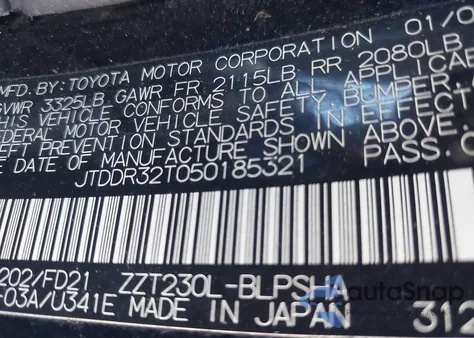 MFD. BY: TOYOTA MOTOR CORPORATION 01/0
GVWR 3325LB GAWR FR 2115LB RR 2080LB
THIS VEHICLE CONFORMS TO ALL APPLICAB
FEDERAL MOTOR VEHICLE SAFETY, BUMPER,
THEFT PREVENTION STANDARDS IN EFFECT
E DATE OF MANUFACTURE SHOWN ABOVE.
JTDDR32T050185321 PASS.C
202/FD21 ZZT230L-BLPSHA
-03A/U341E MADE IN JAPAN 312
AutoSnap